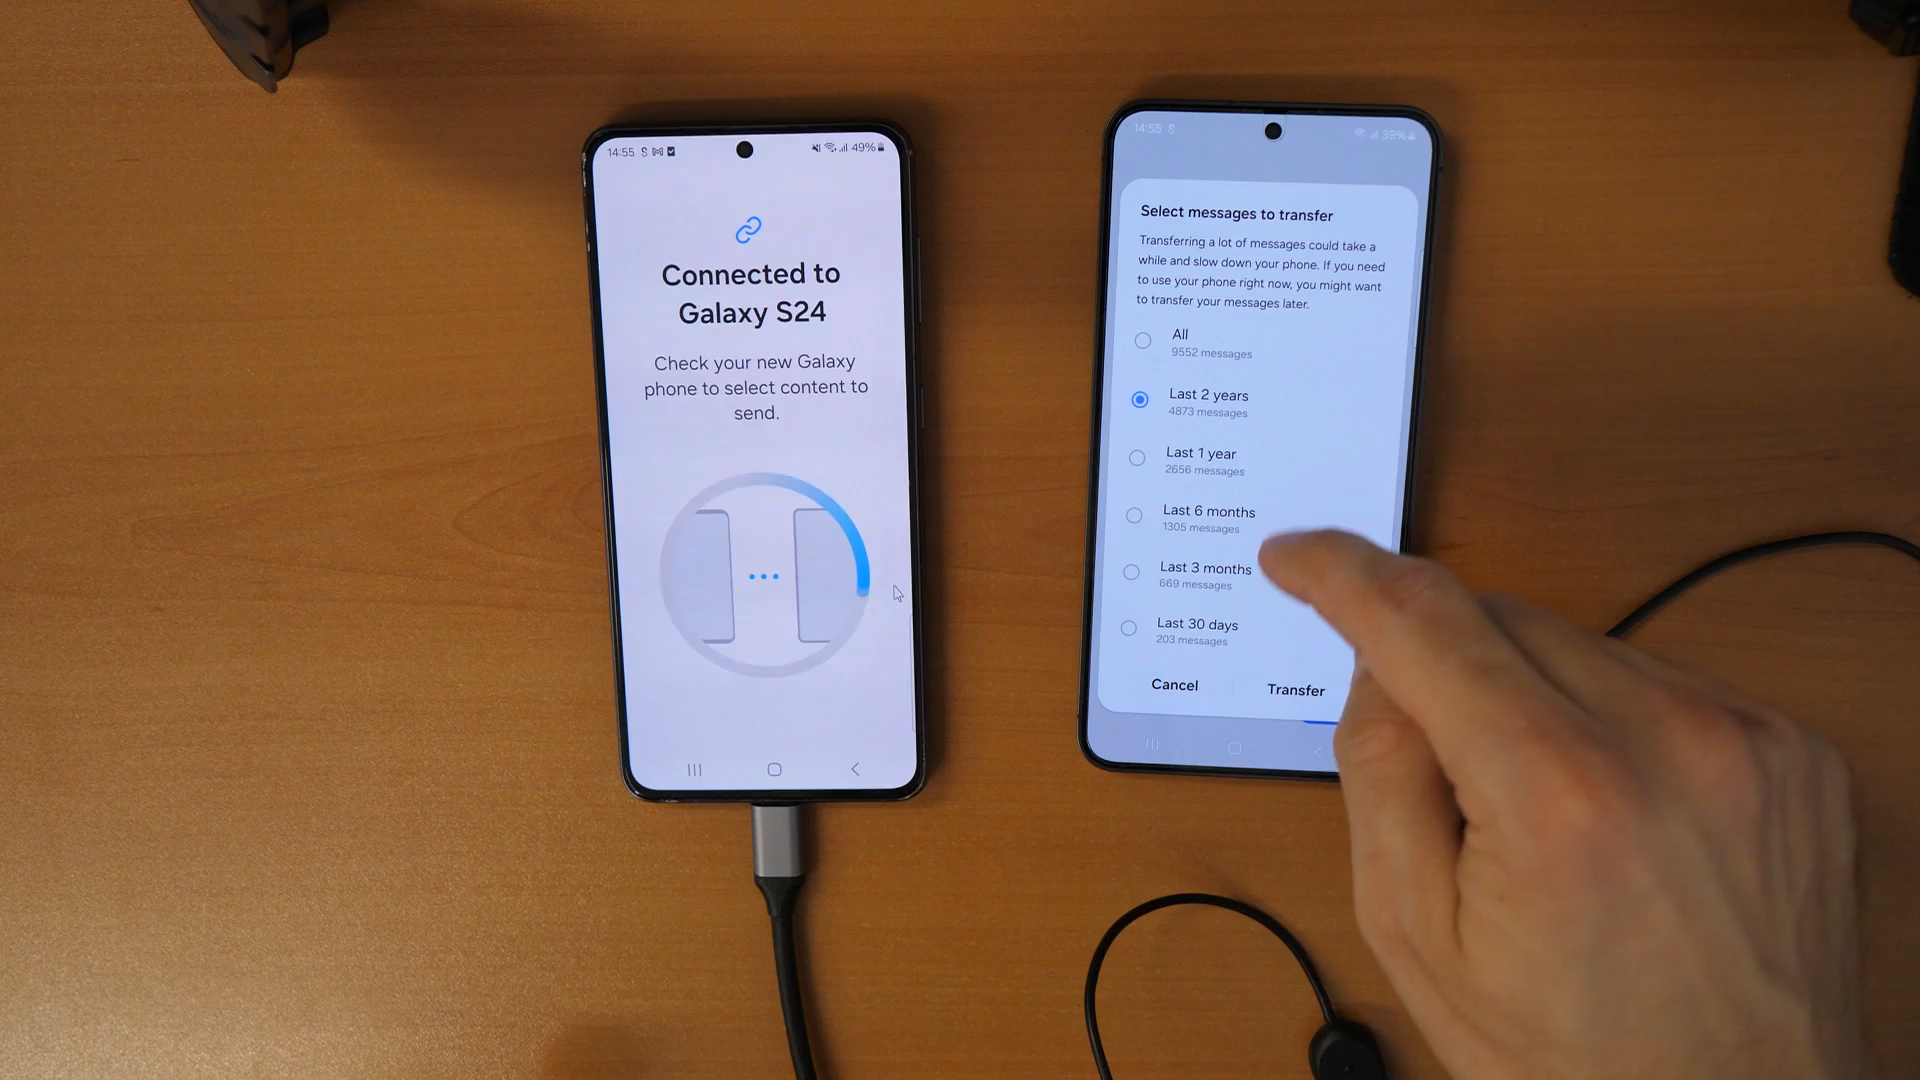 14:55
49%
Connected to
Galaxy S24
Check your new Galaxy
phone to select content to
send.
14:55
39%
Select messages to transfer
Transferring a lot of messages could take a
while and slow down your phone. If you need
to use your phone right now, you might want
to transfer your messages later.
All
9552 messages
Last 2 years
4873 messages
Last 1 year
2656 messages
Last 6 months
1305 messages
Last 3 months
669 messages
Last 30 days
203 messages
Cancel
Transfer